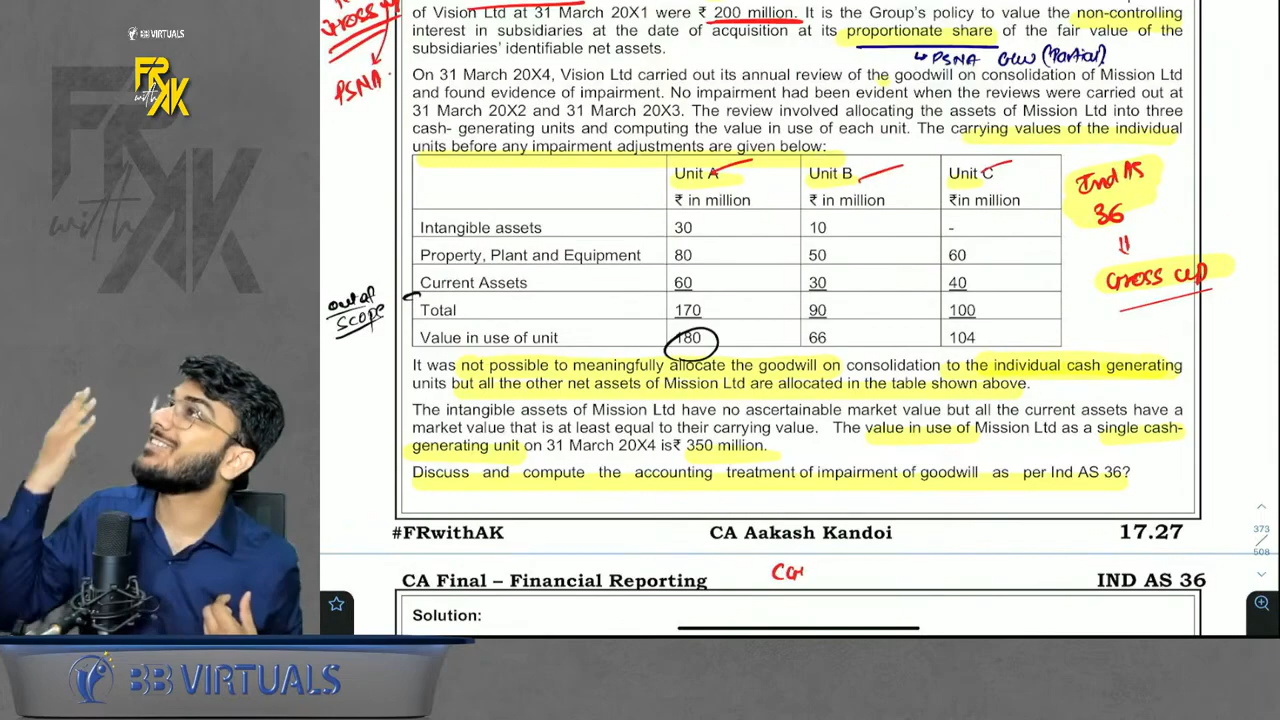 BB VIRTUALS
FR
with
AK
FR
with
AK
Gross up
PSNA
of Vision Ltd at 31 March 20X1 were ₹ 200 million. It is the Group's policy to value the non-controlling
interest in subsidiaries at the date of acquisition at its proportionate share of the fair value of the
subsidiaries' identifiable net assets.
↳ PSNA GW (Partial)
On 31 March 20X4, Vision Ltd carried out its annual review of the goodwill on consolidation of Mission Ltd
and found evidence of impairment. No impairment had been evident when the reviews were carried out at
31 March 20X2 and 31 March 20X3. The review involved allocating the assets of Mission Ltd into three
cash- generating units and computing the value in use of each unit. The carrying values of the individual
units before any impairment adjustments are given below:
Unit A Unit B Unit C
₹ in million ₹ in million ₹in million
Intangible assets 30 10 -
Property, Plant and Equipment 80 50 60
Current Assets 60 30 40
Total 170 90 100
Value in use of unit 180 66 104
out of
scope
Ind AS
36
Gross up
It was not possible to meaningfully allocate the goodwill on consolidation to the individual cash generating
units but all the other net assets of Mission Ltd are allocated in the table shown above.
The intangible assets of Mission Ltd have no ascertainable market value but all the current assets have a
market value that is at least equal to their carrying value. The value in use of Mission Ltd as a single cash-
generating unit on 31 March 20X4 is₹ 350 million.
Discuss and compute the accounting treatment of impairment of goodwill as per Ind AS 36?
#FRwithAK CA Aakash Kandoi 17.27
373
508
CA Final – Financial Reporting IND AS 36
Solution:
BB VIRTUALS